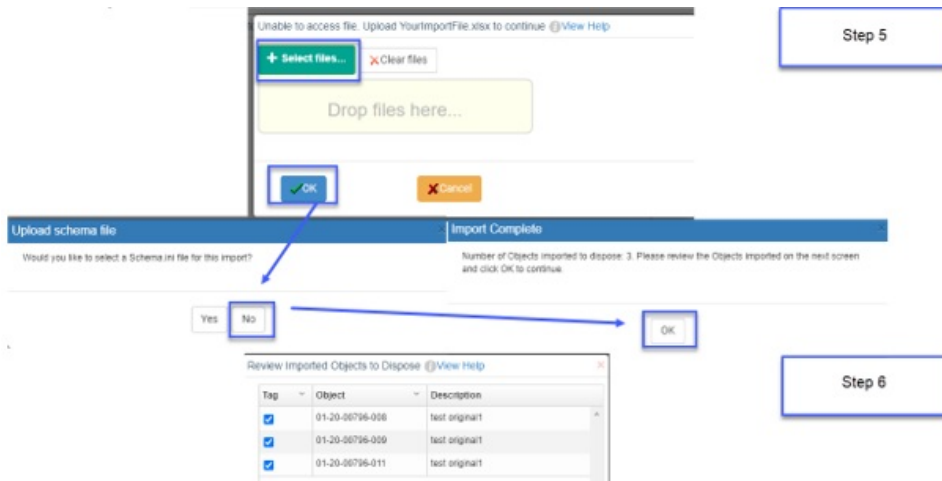 Unable to access file. Upload YourImportFile.xlsx to continue View Help
Step 5
Select files...
Clear files
Drop files here...
OK
Cancel
Upload schema file
Import Complete
Would you like to select a Schema.ini file for this import?
Number of Objects imported to dispose: 3. Please review the Objects imported on the next screen
and click OK to continue.
Yes
No
OK
Review Imported Objects to Dispose View Help
Step 6
Tag Object Description
01-20-00796-008 test original1
01-20-00796-009 test original1
01-20-00796-011 test original1